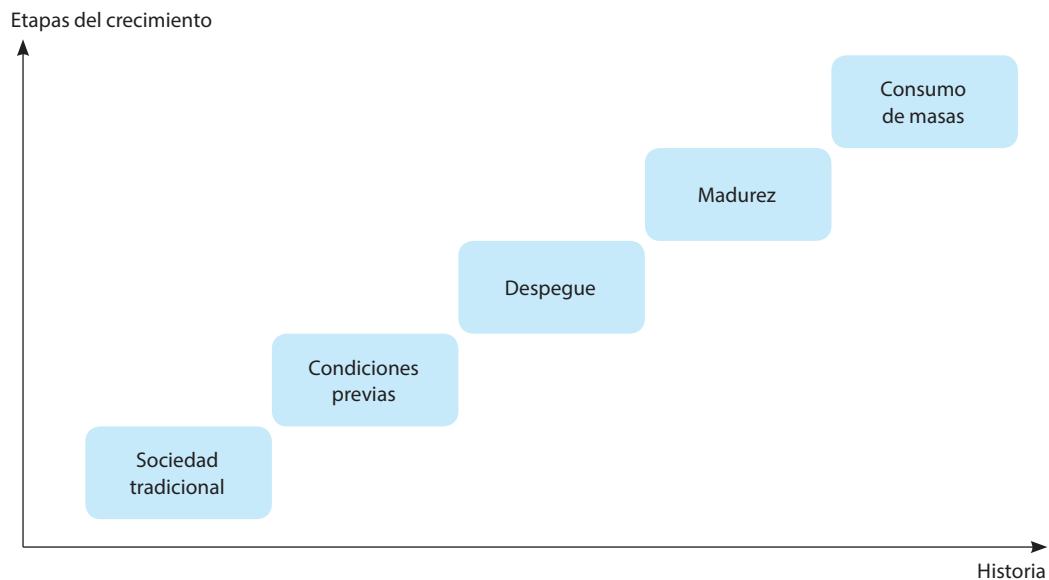 Etapas del crecimiento
Consumo
de masas
Madurez
Despegue
Condiciones
previas
Sociedad
tradicional
Historia